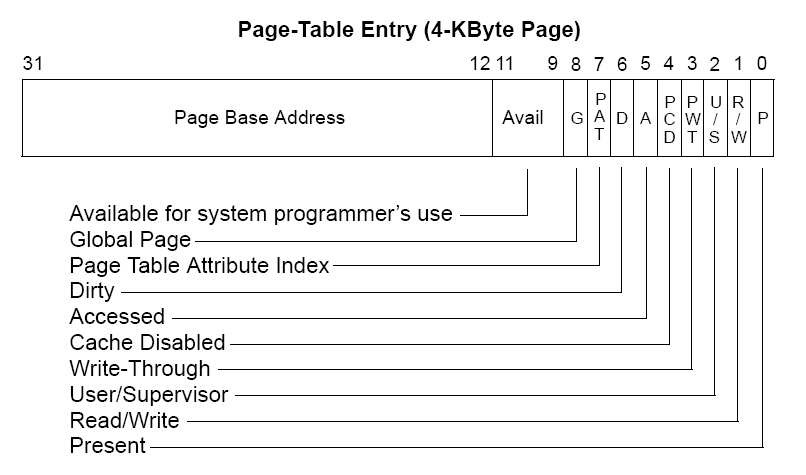 Page-Table Entry (4-KByte Page)
31 12 11 9 8 7 6 5 4 3 2 1 0
Page Base Address Avail G PAT D A PCD PWT U/S R/W P
Available for system programmer's use
Global Page
Page Table Attribute Index
Dirty
Accessed
Cache Disabled
Write-Through
User/Supervisor
Read/Write
Present